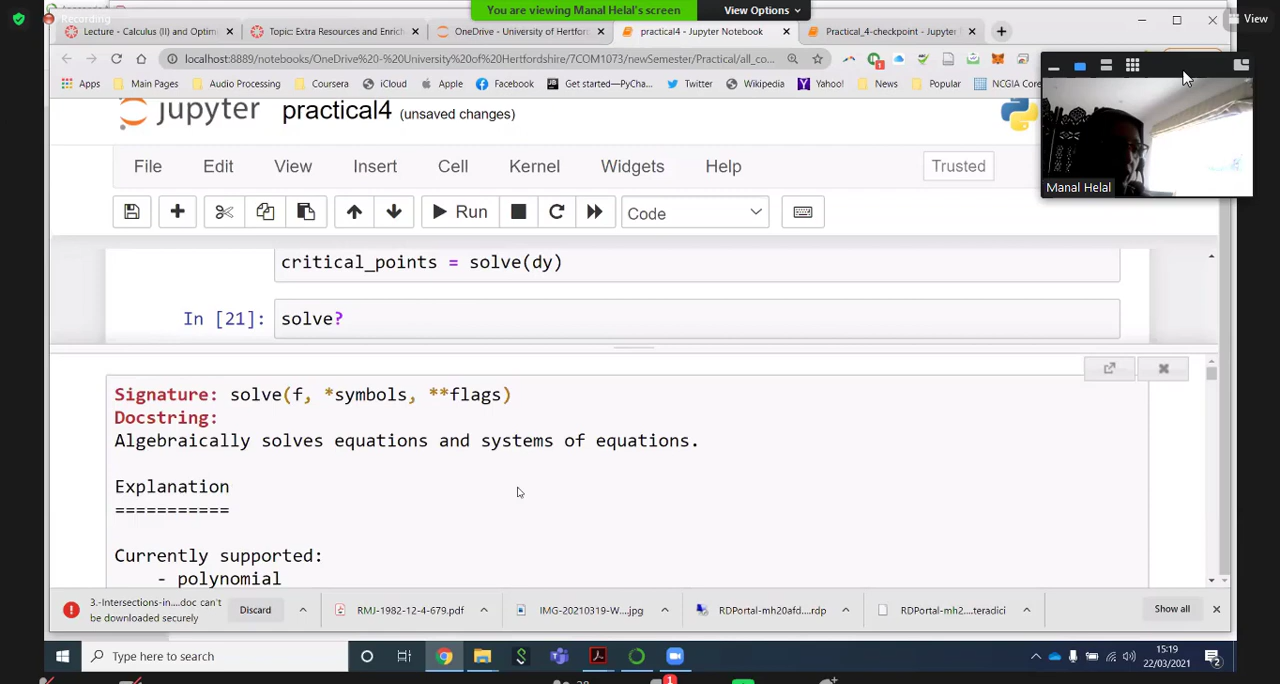 You are viewing Manal Helal's screen
View Options
Recording
View
Lecture - Calculus (II) and Optim
Topic: Extra Resources and Enrich
OneDrive - University of Hertfor
practical4 - Jupyter Notebook
Practical_4-checkpoint - Jupyter
localhost:8889/notebooks/OneDrive%20-%20University%20of%20Hertfordshire/7COM1073/newSemester/Practical/all_co...
Apps
Main Pages
Audio Processing
Coursera
iCloud
Apple
Facebook
Get started—PyCha...
Twitter
Wikipedia
Yahoo!
News
Popular
NCGIA Core
jupyter
practical4 (unsaved changes)
Manal Helal
File Edit View Insert Cell Kernel Widgets Help
Trusted
Run
Code
critical_points = solve(dy)
In [21]: solve?
Signature: solve(f, *symbols, **flags)
Docstring:
Algebraically solves equations and systems of equations.
Explanation
===========
Currently supported:
- polynomial
3.-Intersections-in....doc can't
be downloaded securely
Discard
RMJ-1982-12-4-679.pdf
IMG-20210319-W....jpg
RDPortal-mh20afd....rdp
RDPortal-mh2....teradici
Show all
Type here to search
15:19
22/03/2021
2
1